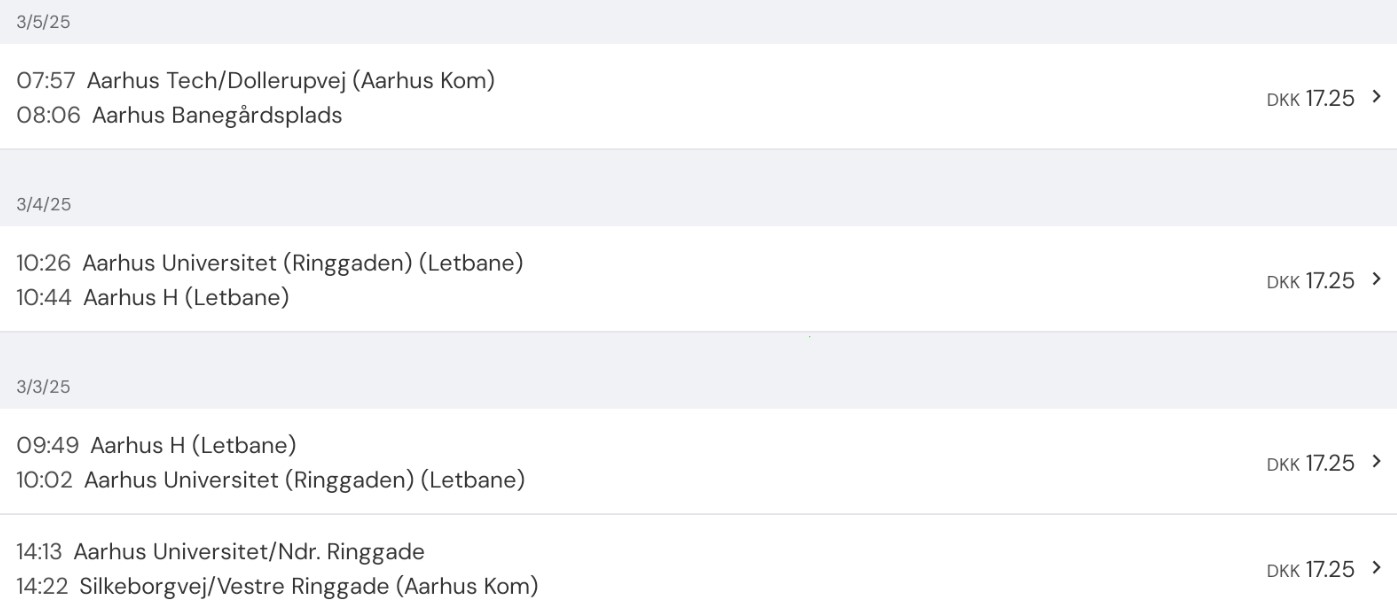 3/5/25
07:57 Aarhus Tech/Dollerupvej (Aarhus Kom)
08:06 Aarhus Banegårdsplads
DKK 17.25
3/4/25
10:26 Aarhus Universitet (Ringgaden) (Letbane)
10:44 Aarhus H (Letbane)
DKK 17.25
3/3/25
09:49 Aarhus H (Letbane)
10:02 Aarhus Universitet (Ringgaden) (Letbane)
DKK 17.25
14:13 Aarhus Universitet/Ndr. Ringgade
14:22 Silkeborgvej/Vestre Ringgade (Aarhus Kom)
DKK 17.25